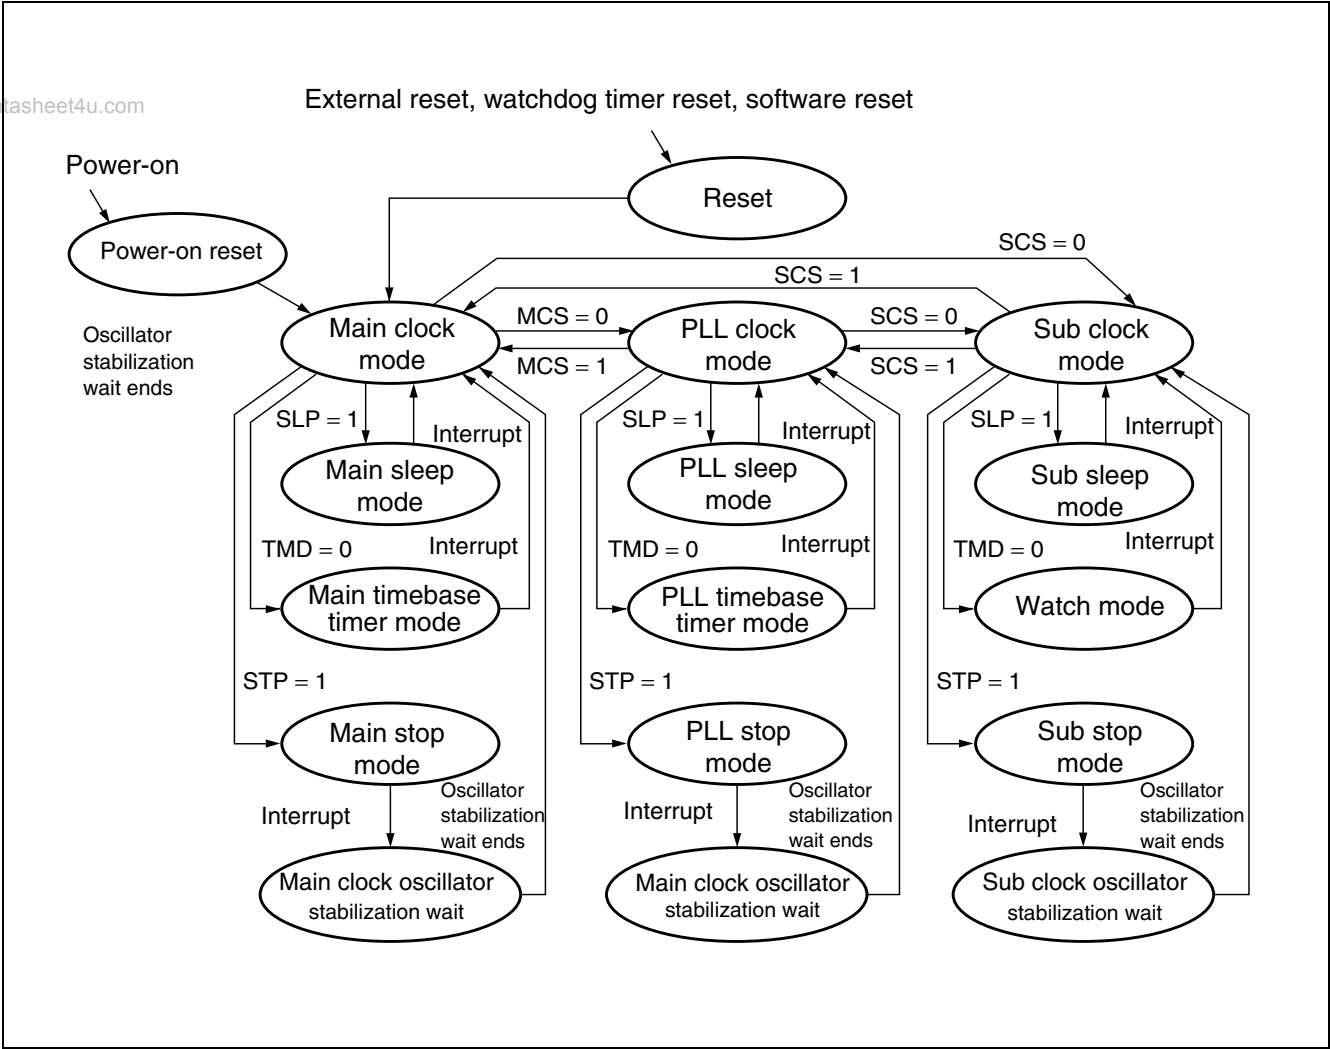 External reset, watchdog timer reset, software reset
tasheet4u.com
Power-on
Reset
Power-on reset
SCS = 0
SCS = 1
Oscillator
stabilization
wait ends
Main clock
mode
MCS = 0
MCS = 1
PLL clock
mode
SCS = 0
SCS = 1
Sub clock
mode
SLP = 1
Interrupt
SLP = 1
Interrupt
SLP = 1
Interrupt
Main sleep
mode
PLL sleep
mode
Sub sleep
mode
TMD = 0
Interrupt
TMD = 0
Interrupt
TMD = 0
Interrupt
Main timebase
timer mode
PLL timebase
timer mode
Watch mode
STP = 1
STP = 1
STP = 1
Main stop
mode
PLL stop
mode
Sub stop
mode
Interrupt
Oscillator
stabilization
wait ends
Interrupt
Oscillator
stabilization
wait ends
Interrupt
Oscillator
stabilization
wait ends
Main clock oscillator
stabilization wait
Main clock oscillator
stabilization wait
Sub clock oscillator
stabilization wait